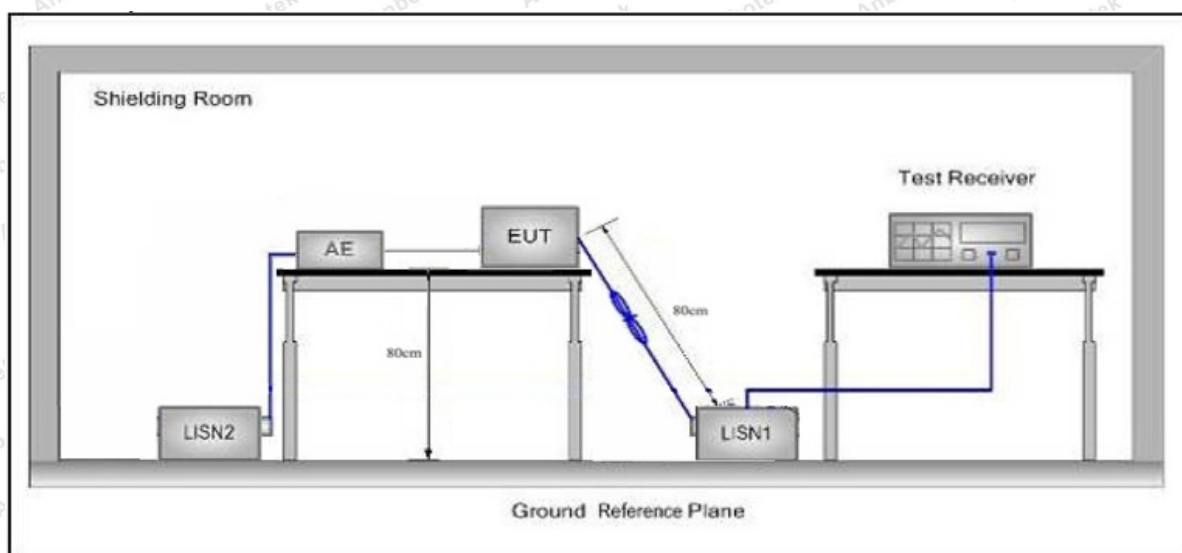 Shielding Room
Test Receiver
AE
EUT
80cm
80cm
LISN2
LISN1
Ground Reference Plane